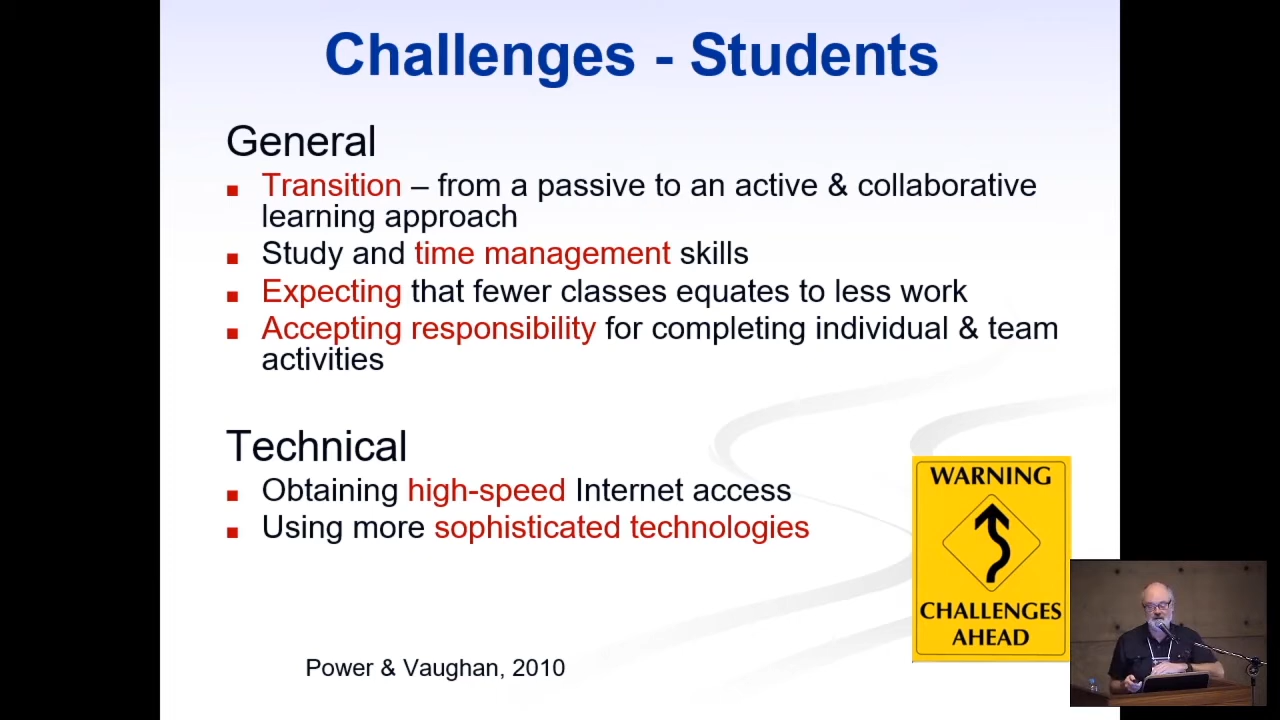 Challenges - Students
General
■ Transition – from a passive to an active & collaborative
learning approach
■ Study and time management skills
■ Expecting that fewer classes equates to less work
■ Accepting responsibility for completing individual & team
activities
Technical
■ Obtaining high-speed Internet access
■ Using more sophisticated technologies
WARNING
CHALLENGES
AHEAD
Power & Vaughan, 2010